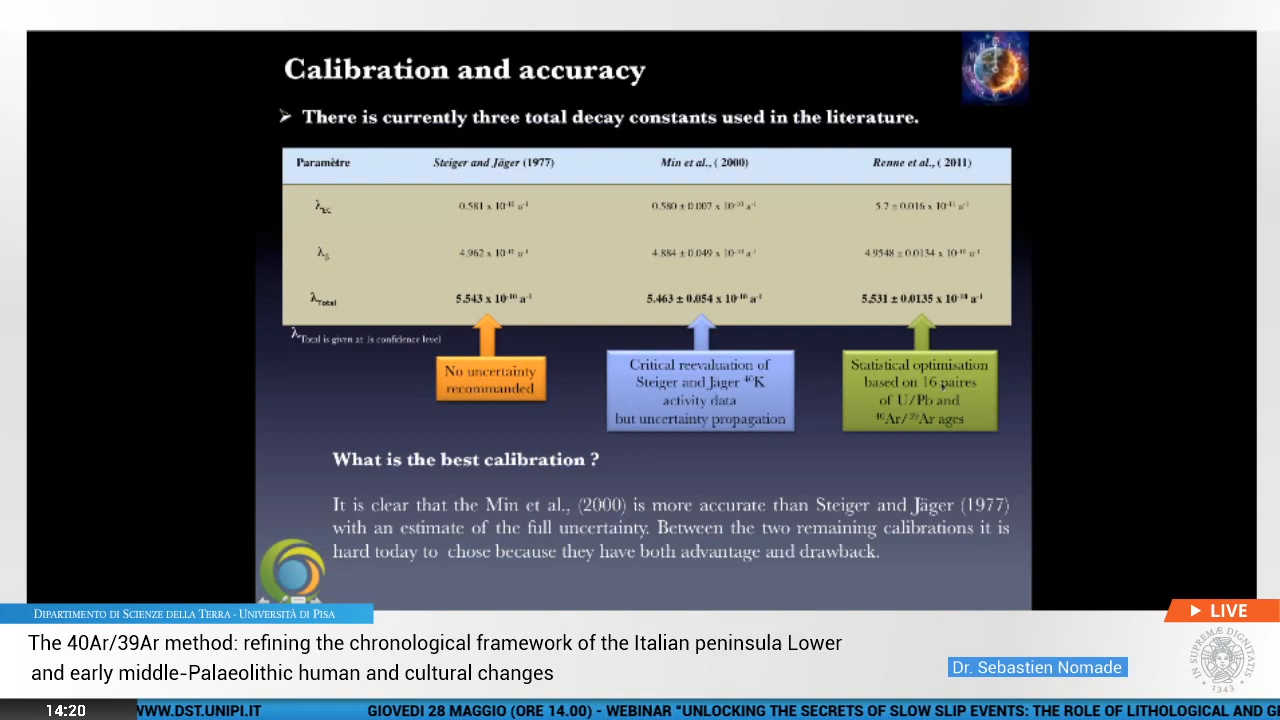 Calibration and accuracy
➢ There is currently three total decay constants used in the literature.
Paramètre Steiger and Jäger (1977) Min et al., ( 2000) Renne et al., ( 2011)
λEC 0.581 x 10-10 a-1 0.580 ± 0.007 x 10-10 a-1 5.7 ± 0.016 x 10-11 a-1
λβ 4.962 x 10-10 a-1 4.884 ± 0.049 x 10-10 a-1 4.9548 ± 0.0134 x 10-10 a-1
λTotal 5.543 x 10-10 a-1 5.463 ± 0.054 x 10-10 a-1 5.531 ± 0.0135 x 10-10 a-1
λTotal is given at 1s confidence level
No uncertainty
recommanded
Critical reevaluation of
Steiger and Jager 40K
activity data
but uncertainty propagation
Statistical optimisation
based on 16 paires
of U/Pb and
40Ar/39Ar ages
What is the best calibration ?
It is clear that the Min et al., (2000) is more accurate than Steiger and Jäger (1977)
with an estimate of the full uncertainty. Between the two remaining calibrations it is
hard today to chose because they have both advantage and drawback.
DIPARTIMENTO DI SCIENZE DELLA TERRA - UNIVERSITÀ DI PISA
LIVE
The 40Ar/39Ar method: refining the chronological framework of the Italian peninsula Lower
and early middle-Palaeolithic human and cultural changes
Dr. Sebastien Nomade
IN SUPREMÆ DIGNITATIS
1343
14:20 WWW.DST.UNIPI.IT GIOVEDI 28 MAGGIO (ORE 14.00) - WEBINAR "UNLOCKING THE SECRETS OF SLOW SLIP EVENTS: THE ROLE OF LITHOLOGICAL AND G